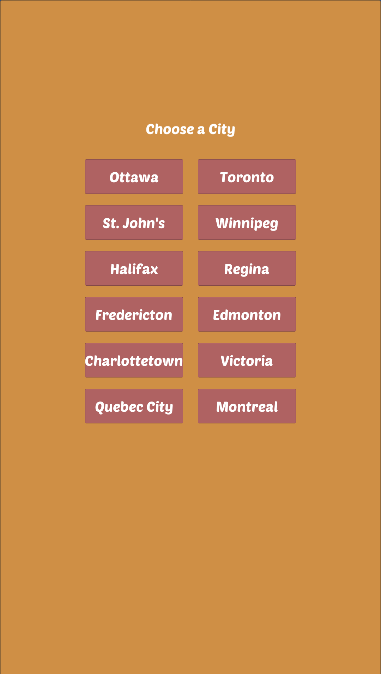 Choose a City
Ottawa Toronto
St. John's Winnipeg
Halifax Regina
Fredericton Edmonton
Charlottetown Victoria
Quebec City Montreal